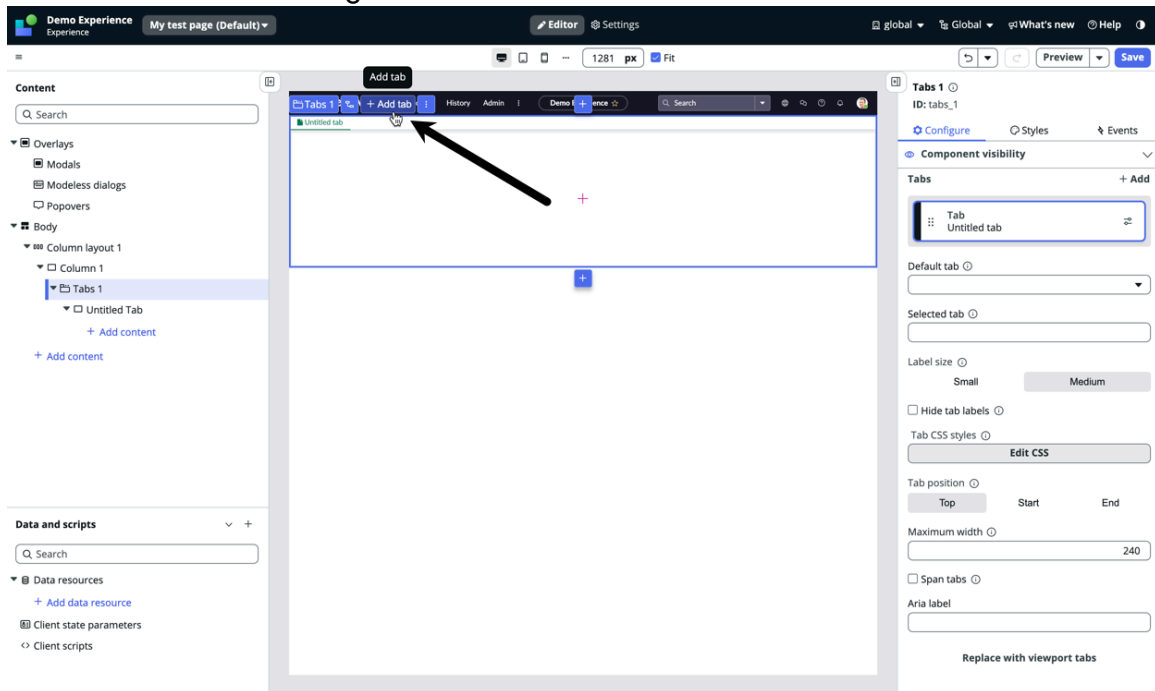 Demo Experience
Experience
My test page (Default)
Editor
Settings
global
Global
What's new
Help
1281 px
Fit
Preview
Save
Content
Search
Overlays
Modals
Modeless dialogs
Popovers
Body
Column layout 1
Column 1
Tabs 1
Untitled Tab
+ Add content
+ Add content
Data and scripts
Search
Data resources
+ Add data resource
Client state parameters
Client scripts
Add tab
Tabs 1
+ Add tab
History
Admin
Search
Untitled tab
Tabs 1
ID: tabs_1
Configure
Styles
Events
Component visibility
Tabs
+ Add
Tab
Untitled tab
Default tab
Selected tab
Label size
Small
Medium
Hide tab labels
Tab CSS styles
Edit CSS
Tab position
Top
Start
End
Maximum width
240
Span tabs
Aria label
Replace with viewport tabs